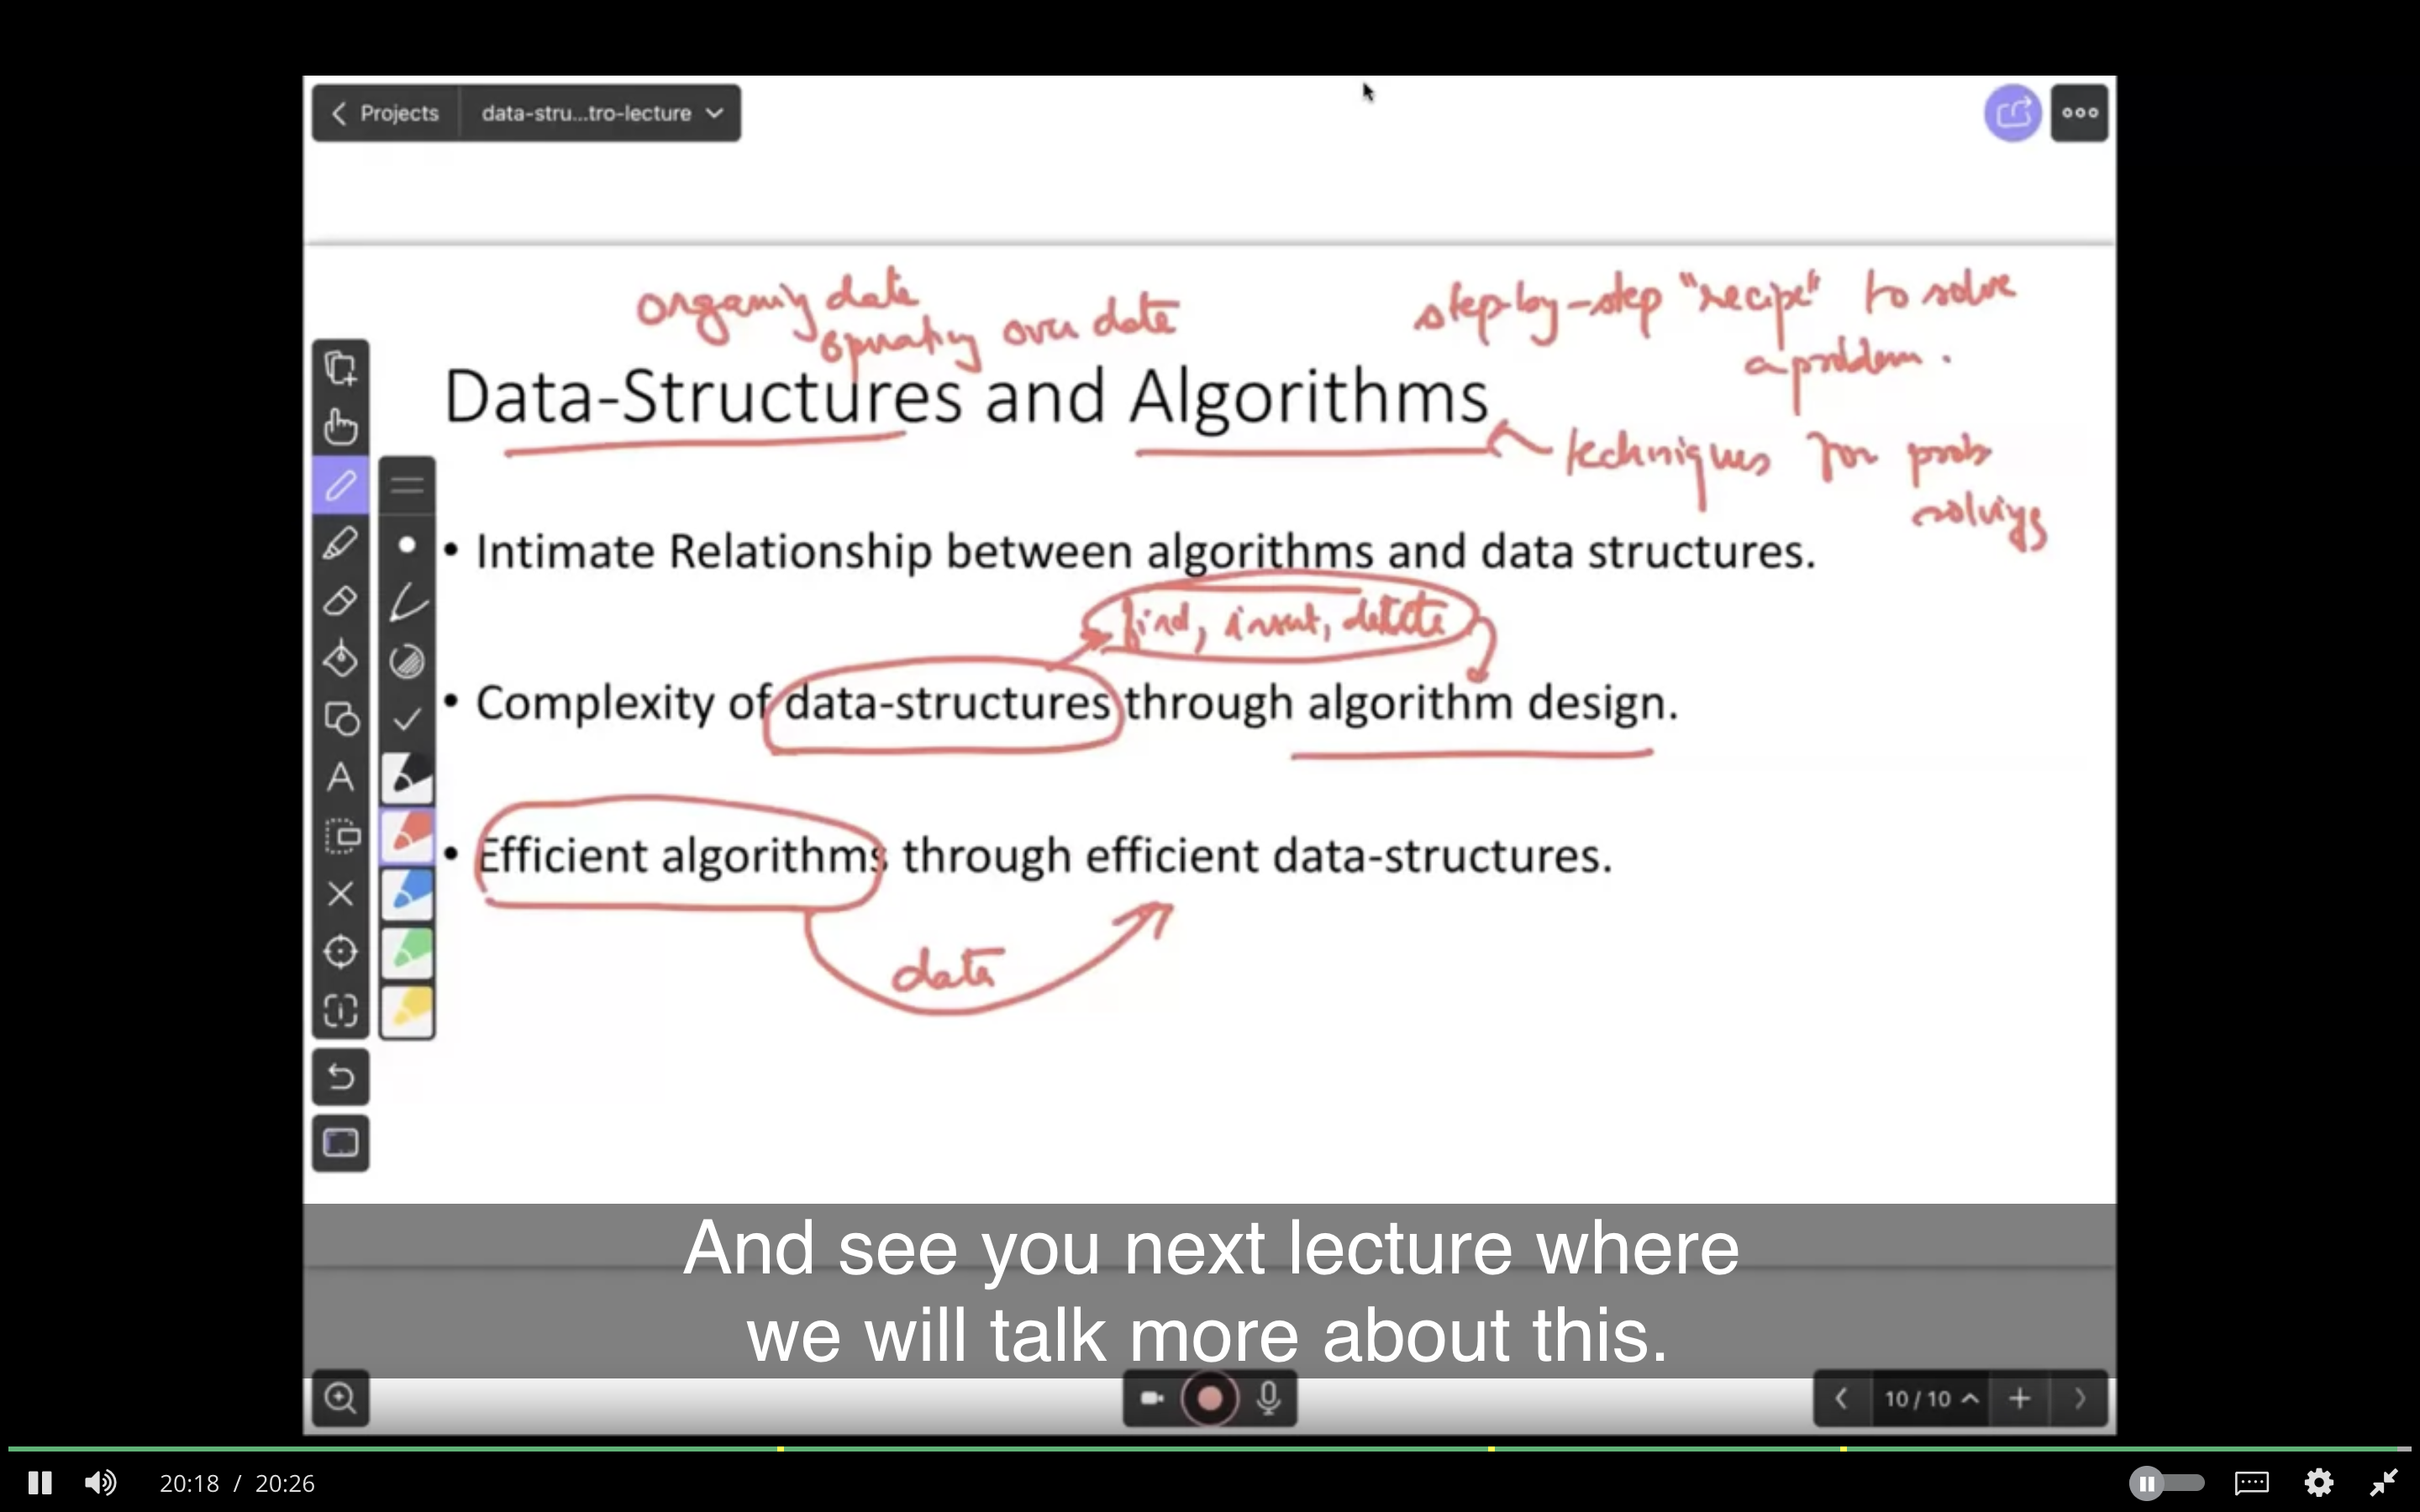 Projects data-stru...tro-lecture
organizing data
operating over data
step-by-step "recipe" to solve
a problem.
Data-Structures and Algorithms
techniques for prob
solving
• Intimate Relationship between algorithms and data structures.
find, insert, delete
• Complexity of data-structures through algorithm design.
• Efficient algorithms through efficient data-structures.
data
And see you next lecture where
we will talk more about this.
10 / 10
20:18 / 20:26